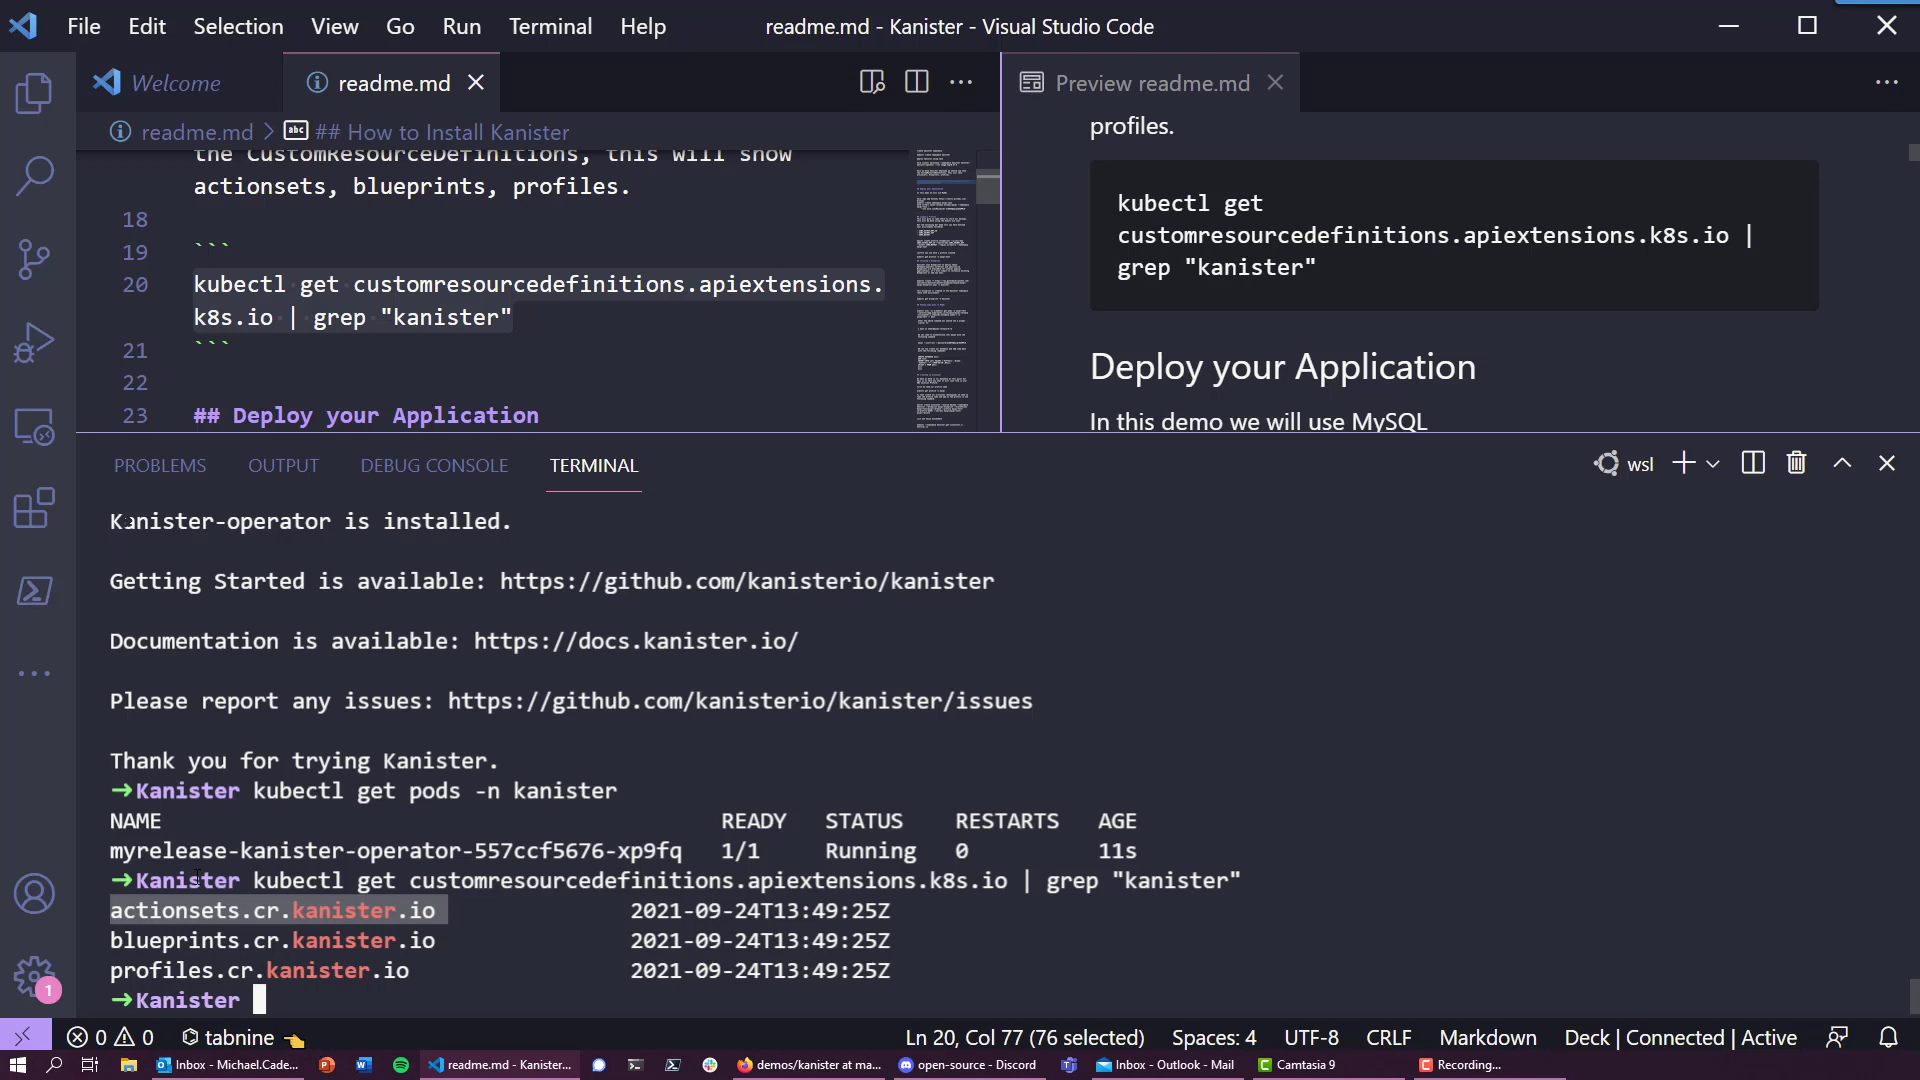 File Edit Selection View Go Run Terminal Help readme.md - Kanister - Visual Studio Code
Welcome readme.md
readme.md > ## How to Install Kanister
the CustomResourceDefinitions, this will show
actionsets, blueprints, profiles.
18
19 ```
20 kubectl get customresourcedefinitions.apiextensions.
k8s.io | grep "kanister"
21 ```
22
23 ## Deploy your Application
Preview readme.md
profiles.
kubectl get
customresourcedefinitions.apiextensions.k8s.io |
grep "kanister"
Deploy your Application
In this demo we will use MySQL
PROBLEMS OUTPUT DEBUG CONSOLE TERMINAL wsl
Kanister-operator is installed.
Getting Started is available: https://github.com/kanisterio/kanister
Documentation is available: https://docs.kanister.io/
Please report any issues: https://github.com/kanisterio/kanister/issues
Thank you for trying Kanister.
➜Kanister kubectl get pods -n kanister
NAME READY STATUS RESTARTS AGE
myrelease-kanister-operator-557ccf5676-xp9fq 1/1 Running 0 11s
➜Kanister kubectl get customresourcedefinitions.apiextensions.k8s.io | grep "kanister"
actionsets.cr.kanister.io 2021-09-24T13:49:25Z
blueprints.cr.kanister.io 2021-09-24T13:49:25Z
profiles.cr.kanister.io 2021-09-24T13:49:25Z
➜Kanister
1
0 0 tabnine Ln 20, Col 77 (76 selected) Spaces: 4 UTF-8 CRLF Markdown Deck | Connected | Active
Inbox - Michael.Cade... readme.md - Kanister... demos/kanister at ma... open-source - Discord Inbox - Outlook - Mail Camtasia 9 Recording...